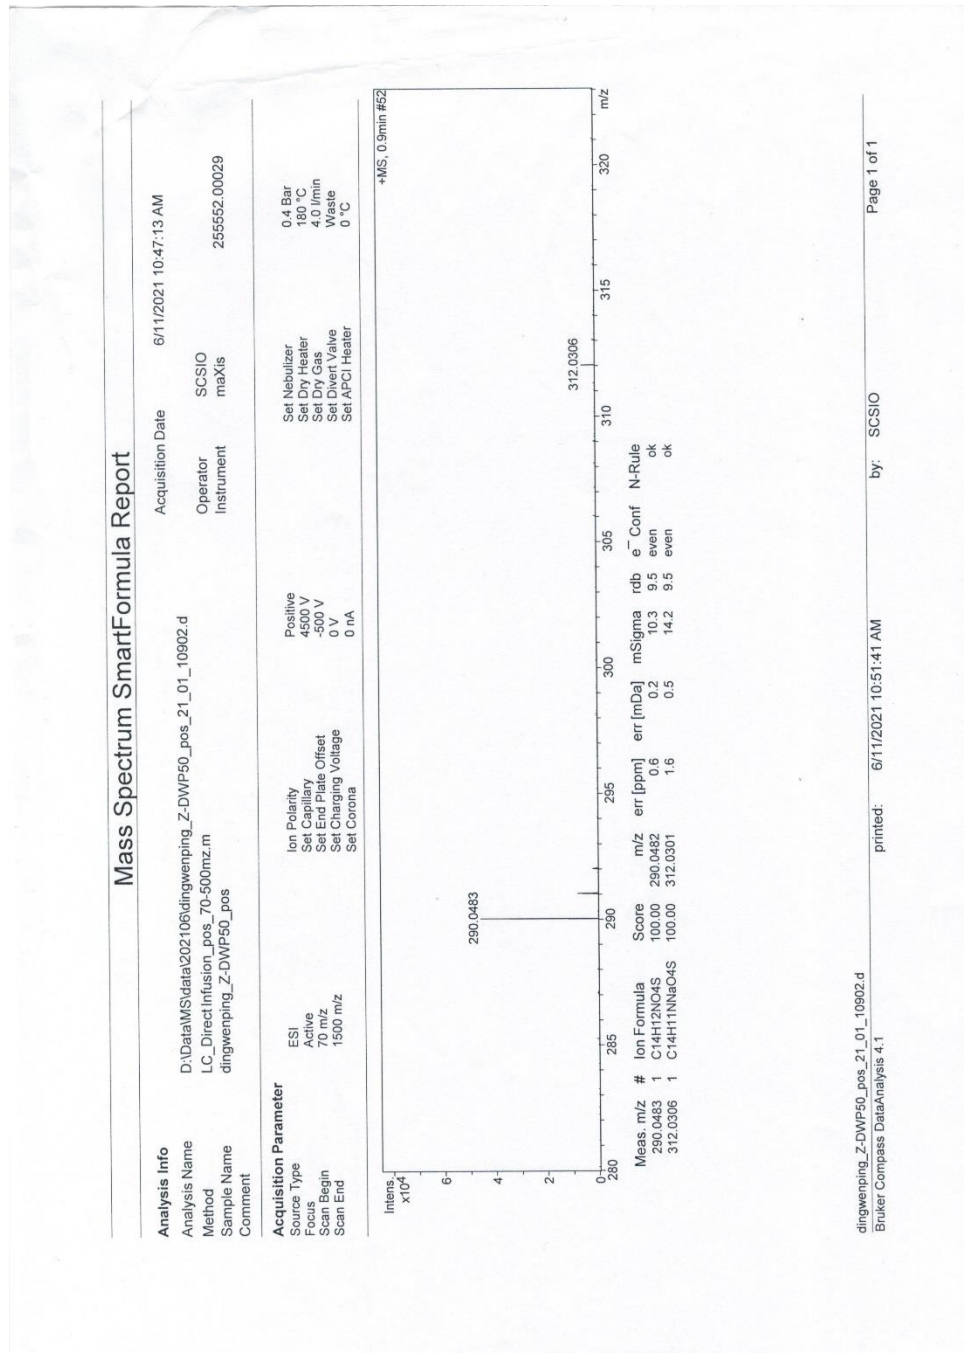 Mass Spectrum SmartFormula Report
Analysis Info Acquisition Date 6/11/2021 10:47:13 AM
Analysis Name D:\Data\MS\data\202106\dingwenping_Z-DWP50_pos_21_01_10902.d
Method LC_Direct Infusion_pos_70-500mz.m Operator SCSIO
Sample Name dingwenping_Z-DWP50_pos Instrument maXis 255552.00029
Comment
Acquisition Parameter
Source Type ESI Ion Polarity Positive Set Nebulizer 0.4 Bar
Focus Active Set Capillary 4500 V Set Dry Heater 180 °C
Scan Begin 70 m/z Set End Plate Offset -500 V Set Dry Gas 4.0 l/min
Scan End 1500 m/z Set Charging Voltage 0 V Set Divert Valve Waste
Set Corona 0 nA Set APCI Heater 0 °C
Intens.
x10⁴
+MS, 0.9min #52
6
4
2
0
290.0483
312.0306
280 285 290 295 300 305 310 315 320 m/z
Meas. m/z # Ion Formula Score m/z err [ppm] err [mDa] mSigma rdb e⁻ Conf N-Rule
290.0483 1 C14H12NO4S 100.00 290.0482 0.6 0.2 10.3 9.5 even ok
312.0306 1 C14H11NNaO4S 100.00 312.0301 1.6 0.5 14.2 9.5 even ok
dingwenping_Z-DWP50_pos_21_01_10902.d
Bruker Compass DataAnalysis 4.1 printed: 6/11/2021 10:51:41 AM by: SCSIO Page 1 of 1